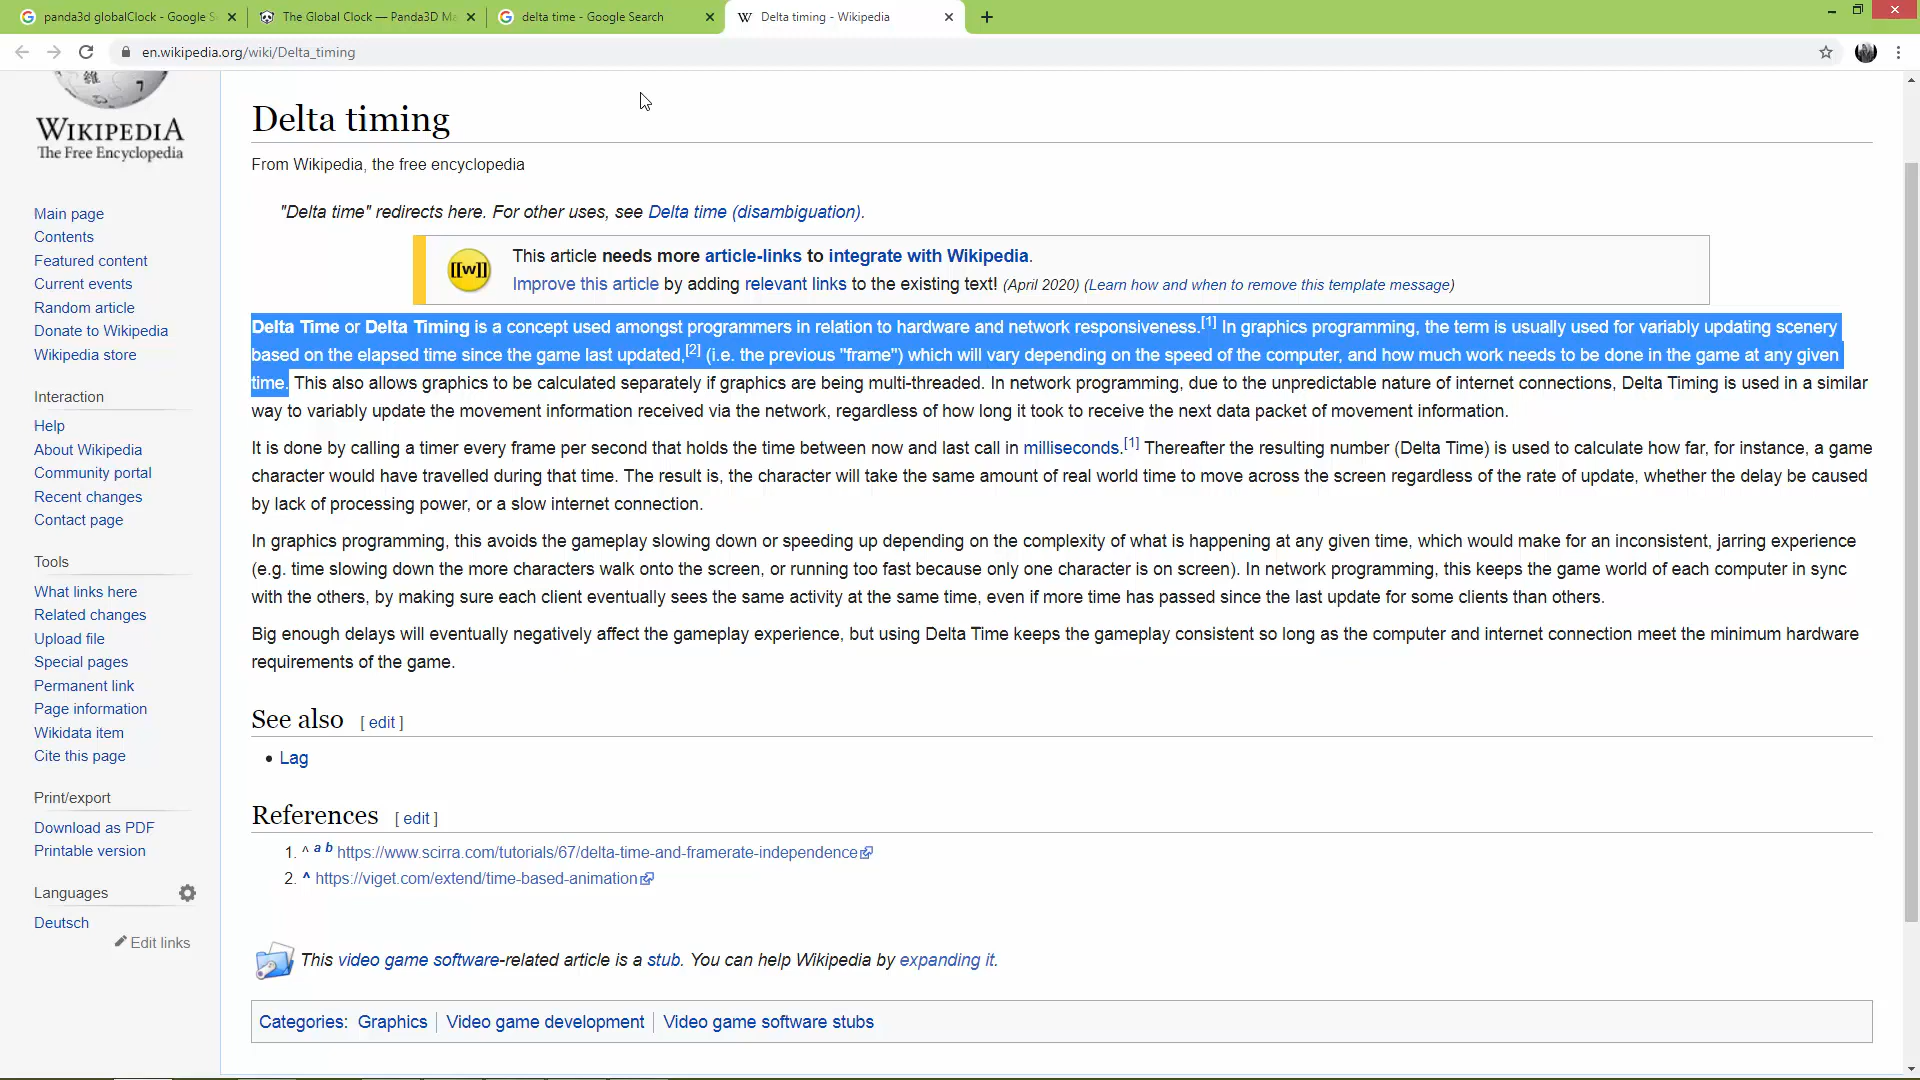 panda3d globalClock - Google S
The Global Clock — Panda3D Ma
delta time - Google Search
Delta timing - Wikipedia
en.wikipedia.org/wiki/Delta_timing
WIKIPEDIA
The Free Encyclopedia
Main page
Contents
Featured content
Current events
Random article
Donate to Wikipedia
Wikipedia store
Interaction
Help
About Wikipedia
Community portal
Recent changes
Contact page
Tools
What links here
Related changes
Upload file
Special pages
Permanent link
Page information
Wikidata item
Cite this page
Print/export
Download as PDF
Printable version
Languages
Deutsch
Edit links
Delta timing
From Wikipedia, the free encyclopedia
"Delta time" redirects here. For other uses, see Delta time (disambiguation).
[[w]]
This article needs more article-links to integrate with Wikipedia.
Improve this article by adding relevant links to the existing text! (April 2020) (Learn how and when to remove this template message)
Delta Time or Delta Timing is a concept used amongst programmers in relation to hardware and network responsiveness.[1] In graphics programming, the term is usually used for variably updating scenery
based on the elapsed time since the game last updated,[2] (i.e. the previous "frame") which will vary depending on the speed of the computer, and how much work needs to be done in the game at any given
time. This also allows graphics to be calculated separately if graphics are being multi-threaded. In network programming, due to the unpredictable nature of internet connections, Delta Timing is used in a similar
way to variably update the movement information received via the network, regardless of how long it took to receive the next data packet of movement information.
It is done by calling a timer every frame per second that holds the time between now and last call in milliseconds.[1] Thereafter the resulting number (Delta Time) is used to calculate how far, for instance, a game
character would have travelled during that time. The result is, the character will take the same amount of real world time to move across the screen regardless of the rate of update, whether the delay be caused
by lack of processing power, or a slow internet connection.
In graphics programming, this avoids the gameplay slowing down or speeding up depending on the complexity of what is happening at any given time, which would make for an inconsistent, jarring experience
(e.g. time slowing down the more characters walk onto the screen, or running too fast because only one character is on screen). In network programming, this keeps the game world of each computer in sync
with the others, by making sure each client eventually sees the same activity at the same time, even if more time has passed since the last update for some clients than others.
Big enough delays will eventually negatively affect the gameplay experience, but using Delta Time keeps the gameplay consistent so long as the computer and internet connection meet the minimum hardware
requirements of the game.
See also [ edit ]
• Lag
References [ edit ]
1. ^ a b https://www.scirra.com/tutorials/67/delta-time-and-framerate-independence
2. ^ https://viget.com/extend/time-based-animation
This video game software-related article is a stub. You can help Wikipedia by expanding it.
Categories: Graphics | Video game development | Video game software stubs